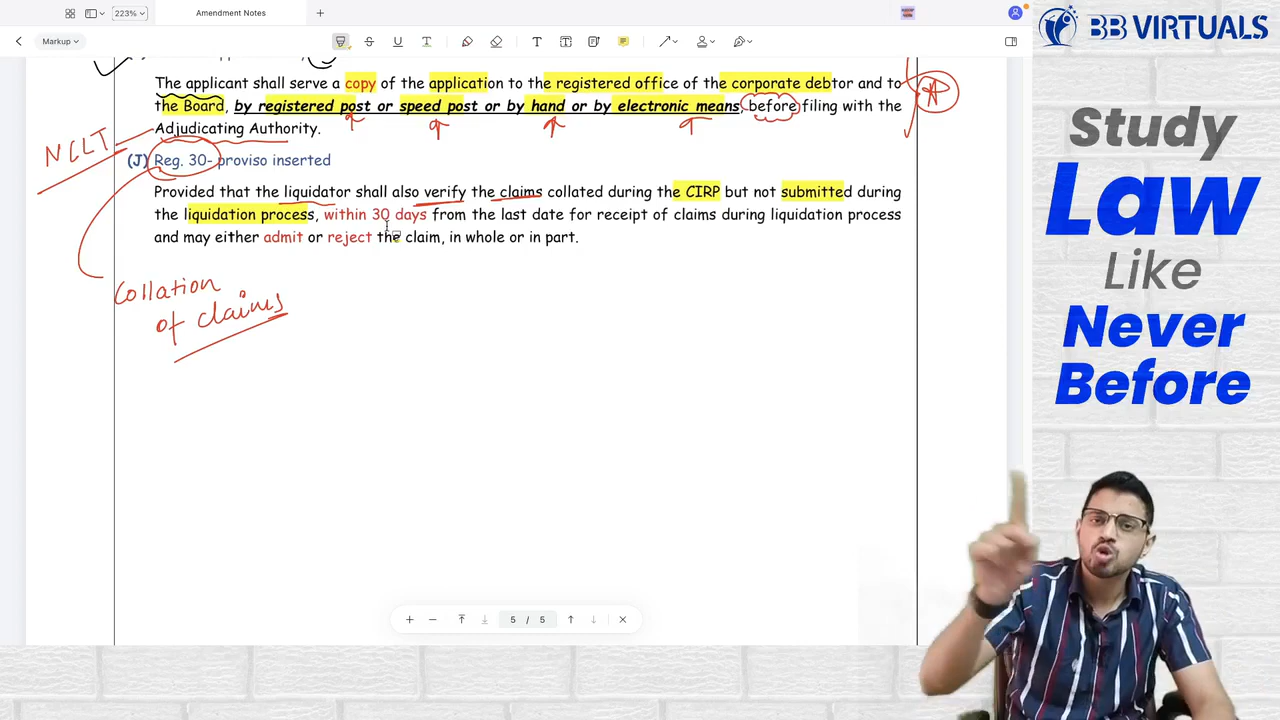 223%
Amendment Notes
BB VIRTUALS
Markup
The applicant shall serve a copy of the application to the registered office of the corporate debtor and to
the Board, by registered post or speed post or by hand or by electronic means, before filing with the
Adjudicating Authority.
NCLT
(J) Reg. 30- proviso inserted
Provided that the liquidator shall also verify the claims collated during the CIRP but not submitted during
the liquidation process, within 30 days from the last date for receipt of claims during liquidation process
and may either admit or reject the claim, in whole or in part.
Collation
of claims
Study
Law
Like
Never
Before
5 / 5